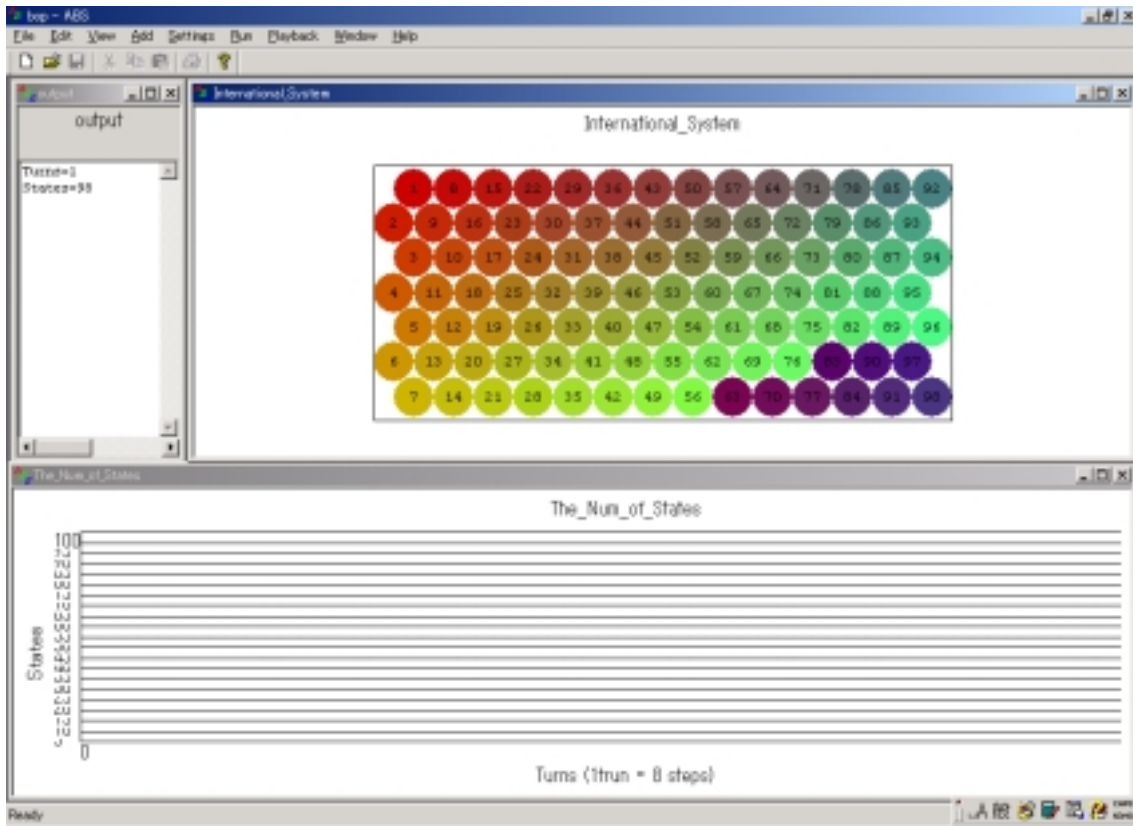 bop - ABS
File Edit View Add Settings Run Playback Window Help
output
output
Turns=1
States=98
International_System
International_System
1 8 15 22 29 36 43 50 57 64 71 78 85 92
2 9 16 23 30 37 44 51 58 65 72 79 86 93
3 10 17 24 31 38 45 52 59 66 73 80 87 94
4 11 18 25 32 39 46 53 60 67 74 81 88 95
5 12 19 26 33 40 47 54 61 68 75 82 89 96
6 13 20 27 34 41 48 55 62 69 76 83 90 97
7 14 21 28 35 42 49 56 63 70 77 84 91 98
The_Num_of_States
The_Num_of_States
100
States
0
Turns (1trun = 8 steps)
Ready